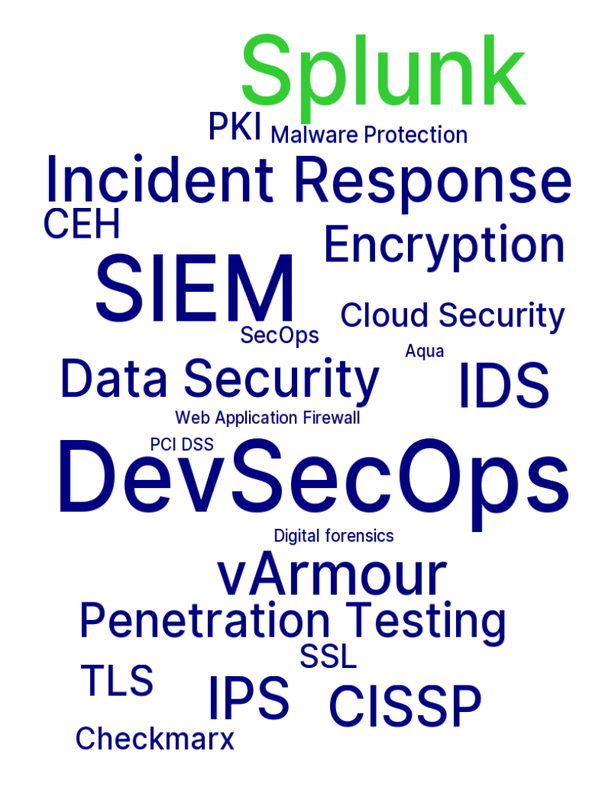 Splunk
PKI
Malware Protection
Incident Response
CEH
Encryption
SIEM
Cloud Security
SecOps
Aqua
Data Security
IDS
Web Application Firewall
PCI DSS
DevSecOps
Digital forensics
vArmour
Penetration Testing
SSL
TLS
IPS
CISSP
Checkmarx